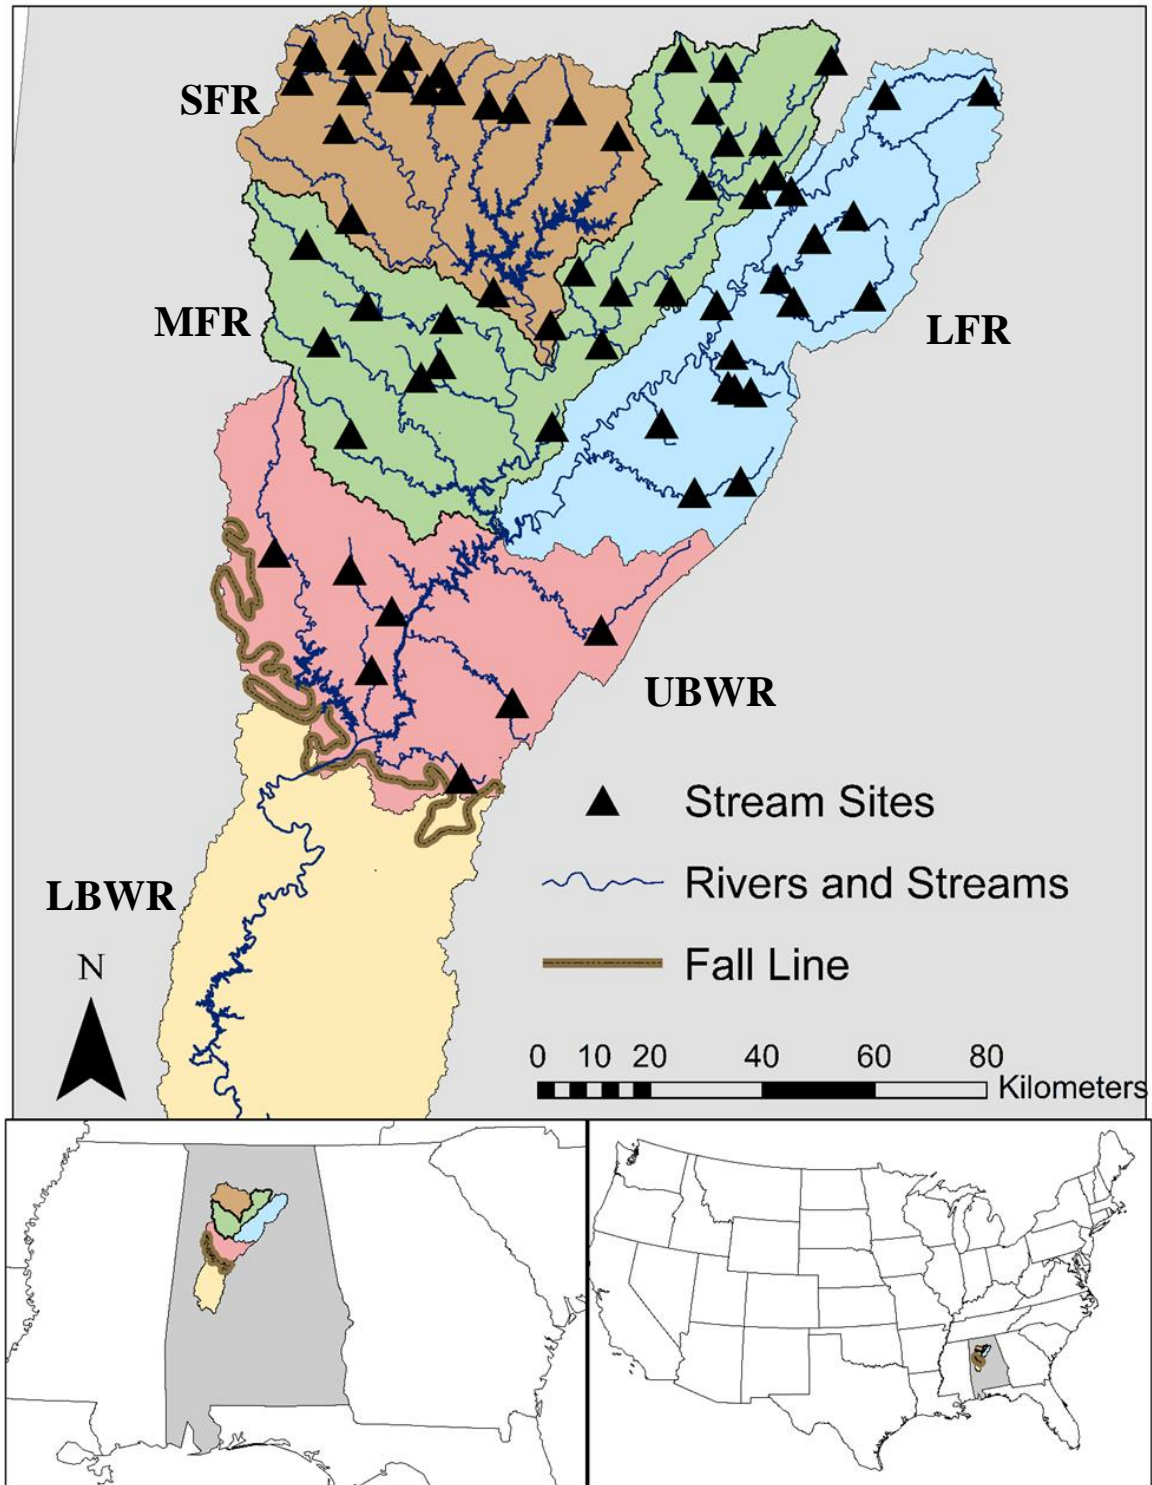 SFR
MFR
LFR
UBWR
Stream Sites
LBWR
Rivers and Streams
N
Fall Line
0 10 20 40 60 80
Kilometers